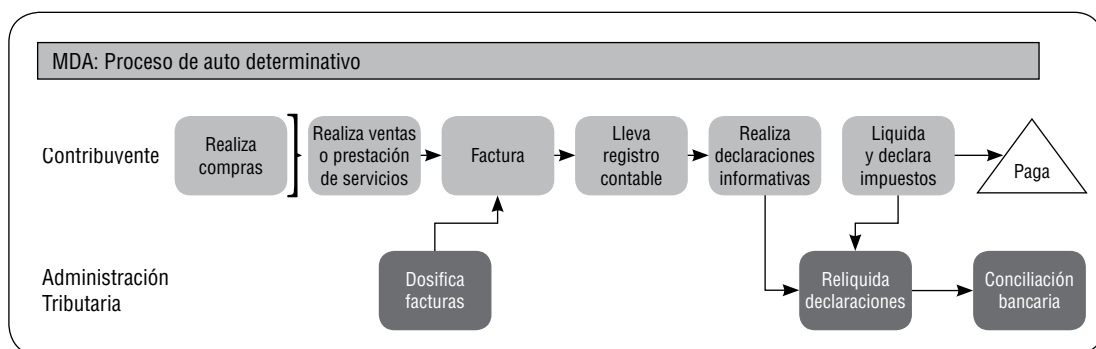 MDA: Proceso de auto determinativo
Contribuyente
Realiza
compras
Realiza ventas
o prestación
de servicios
Factura
Lleva
registro
contable
Realiza
declaraciones
informativas
Liquida
y declara
impuestos
Paga
Administración
Tributaria
Dosifica
facturas
Reliquida
declaraciones
Conciliación
bancaria